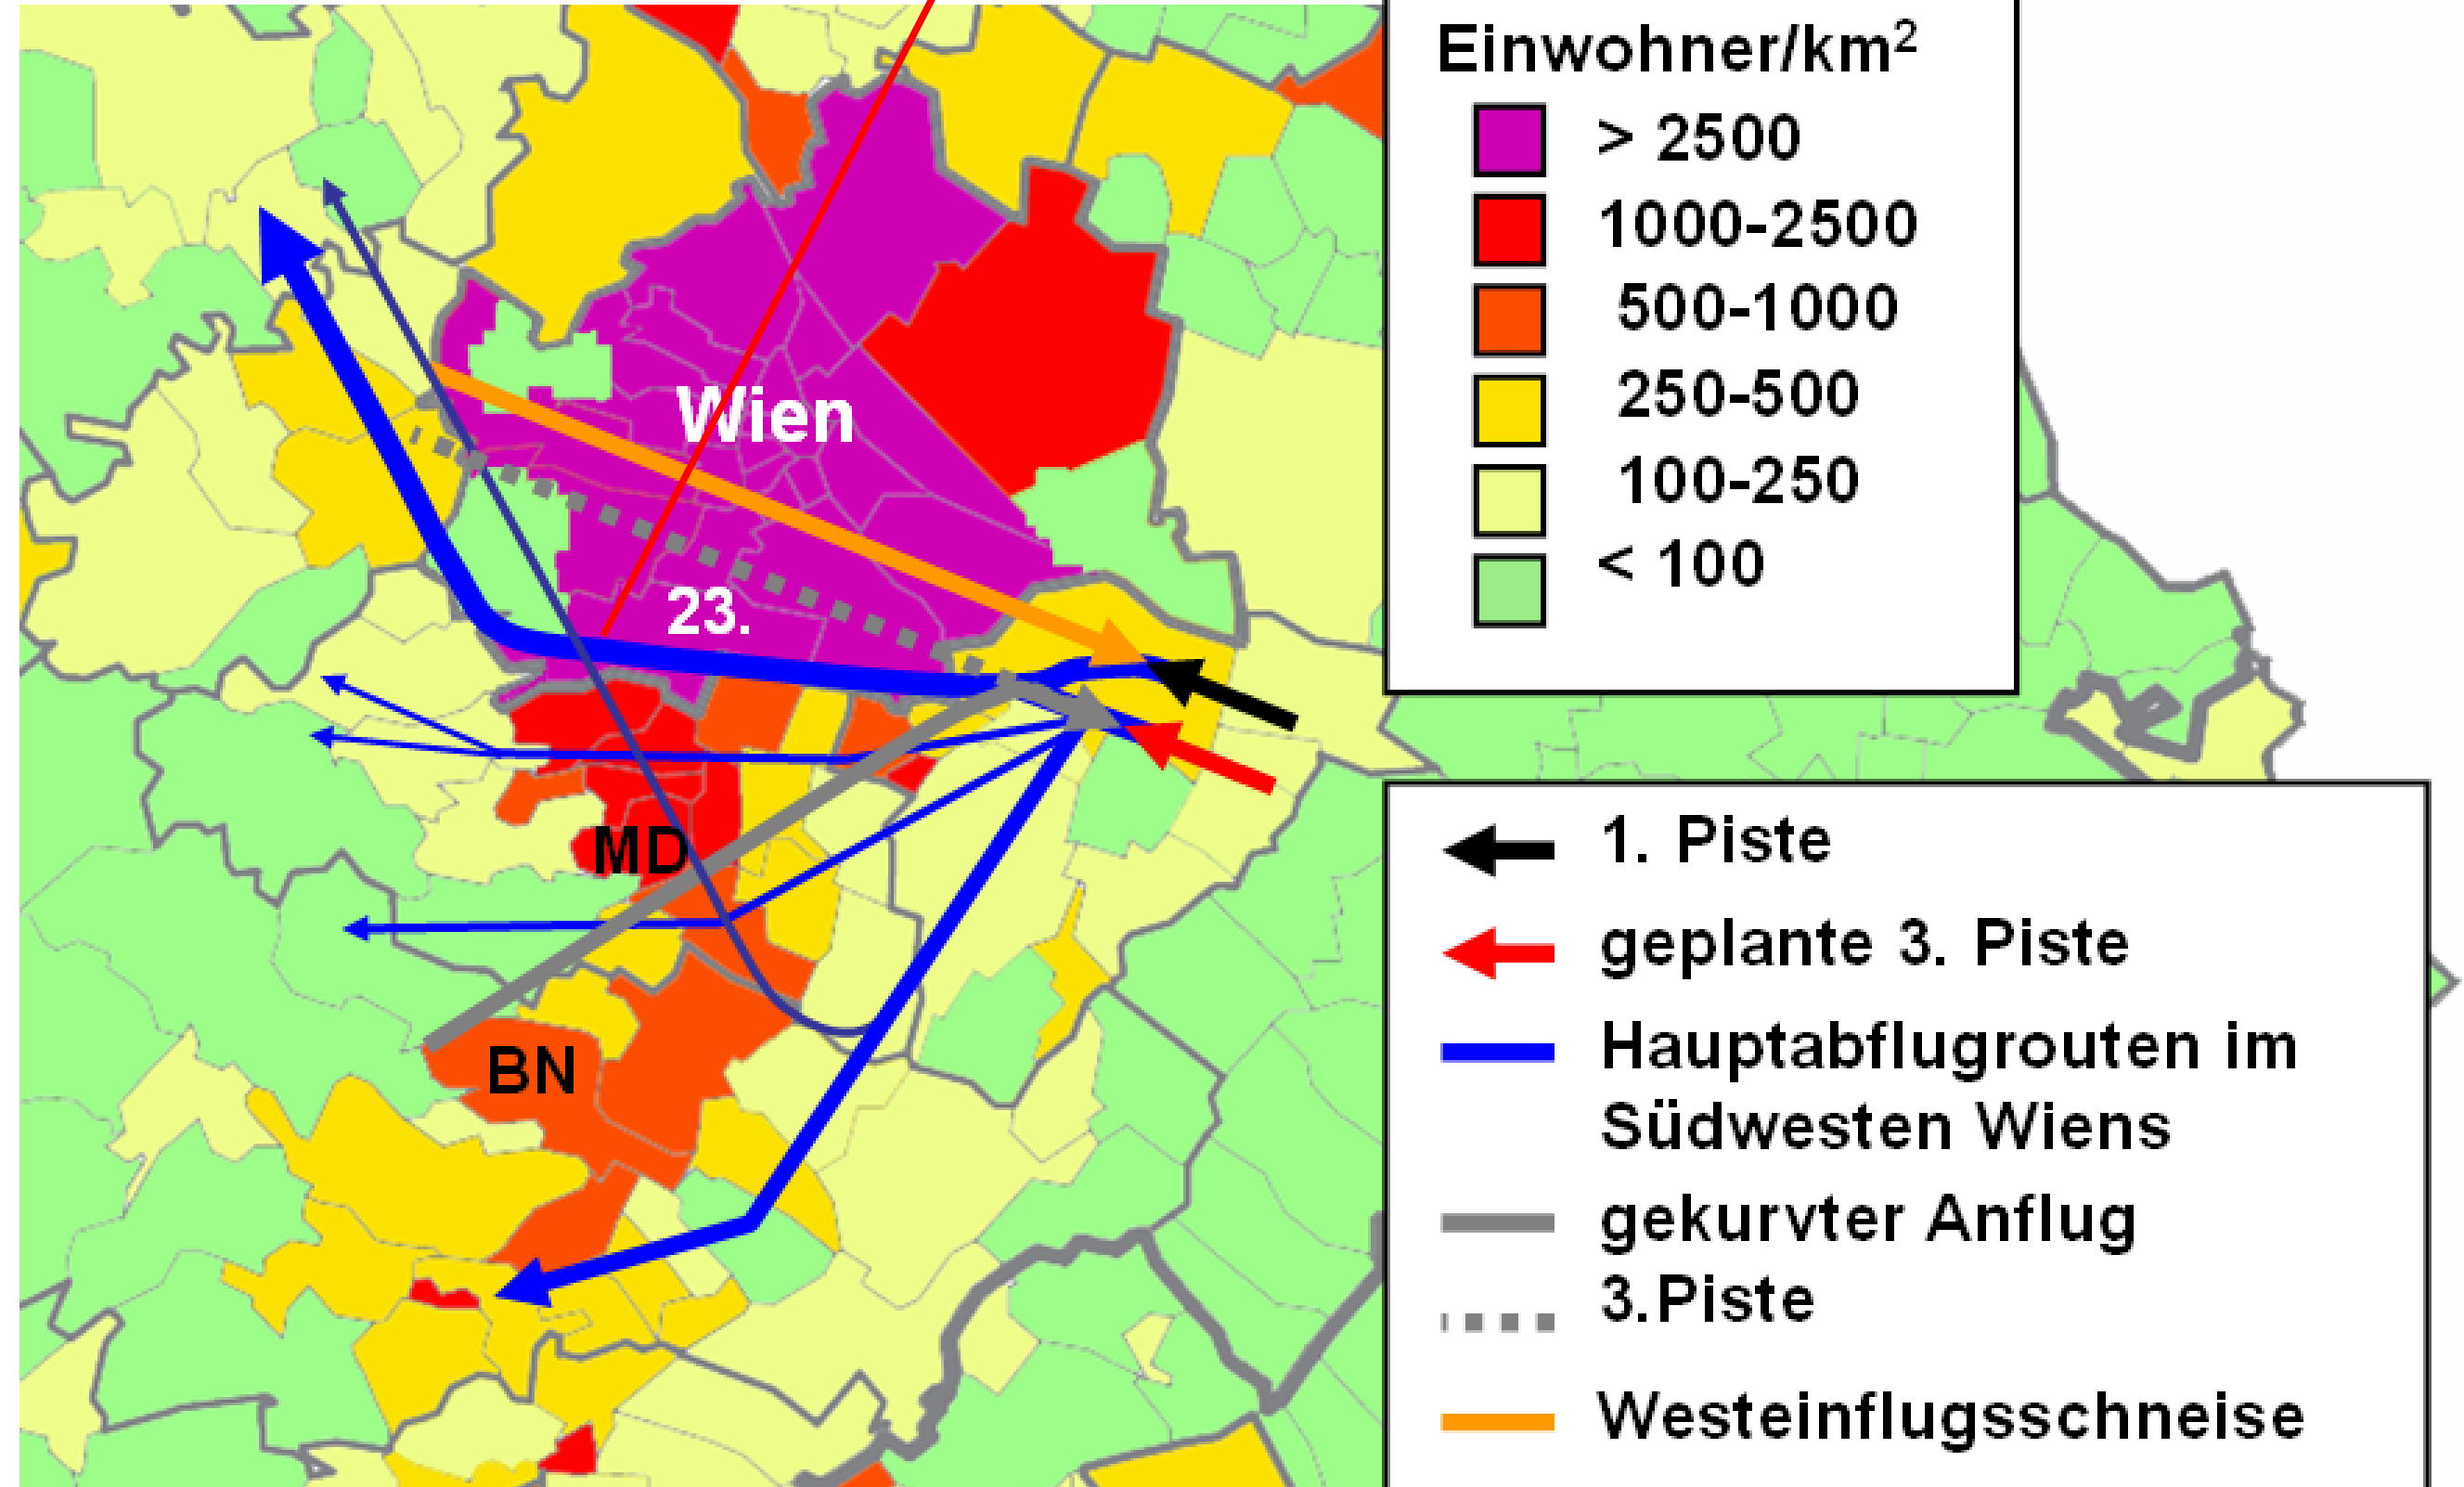 Einwohner/km²
> 2500
1000-2500
500-1000
250-500
100-250
< 100
Wien
23.
MD
BN
1. Piste
geplante 3. Piste
Hauptabflugrouten im
Südwesten Wiens
gekurvter Anflug
3.Piste
Westeinflugsschneise